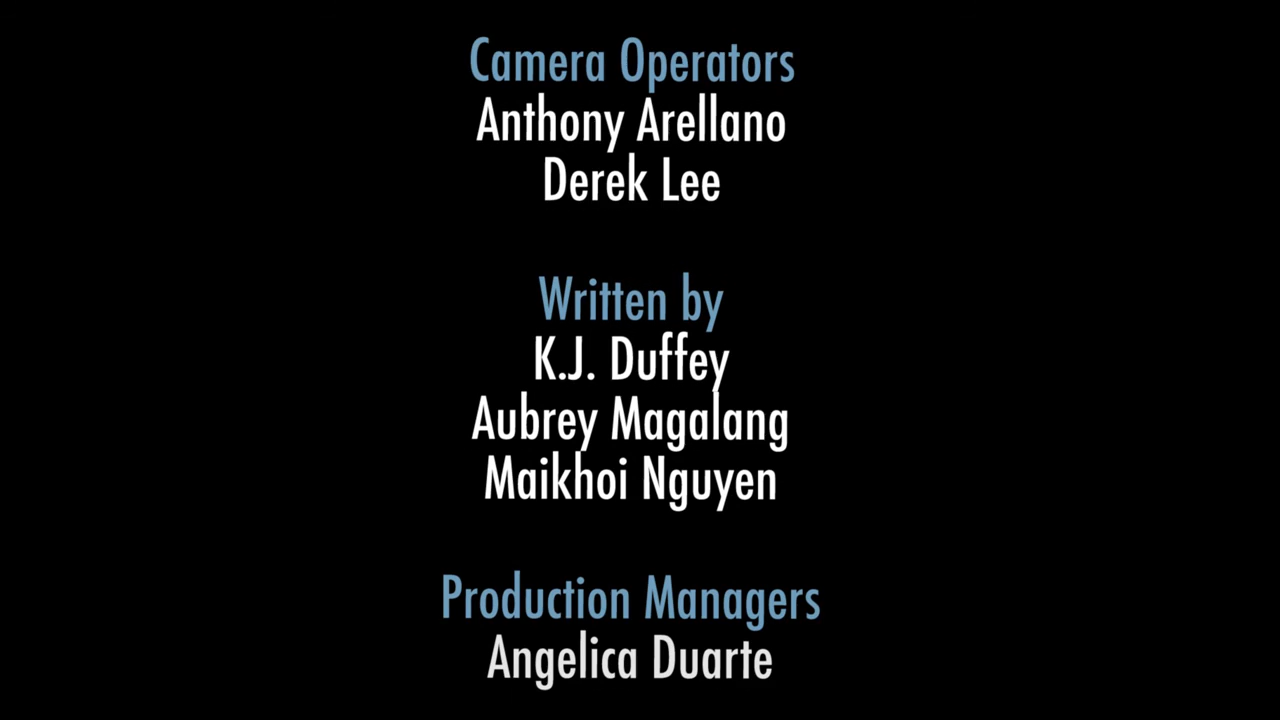 Camera Operators
Anthony Arellano
Derek Lee
Written by
K.J. Duffey
Aubrey Magalang
Maikhoi Nguyen
Production Managers
Angelica Duarte